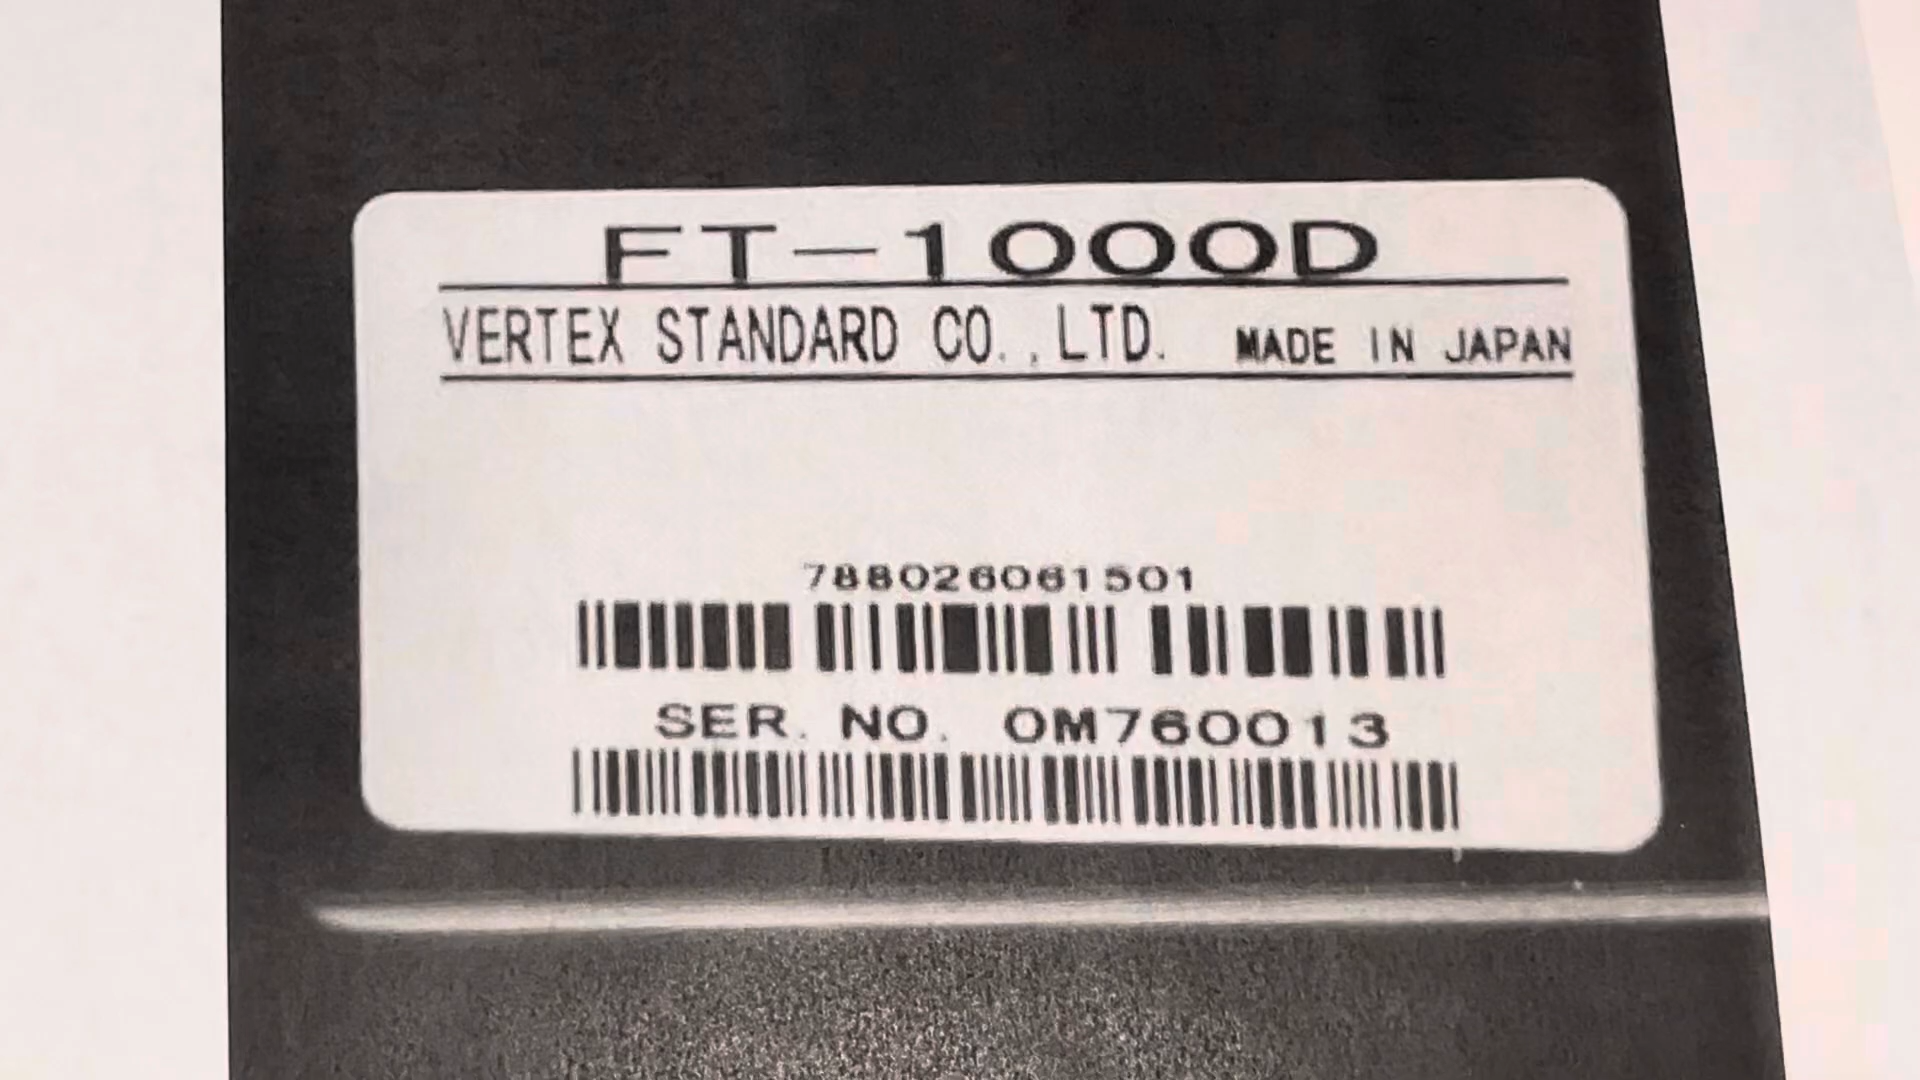 FT-1000D
VERTEX STANDARD CO.,LTD. MADE IN JAPAN
788026061501
SER. NO. 0M760013